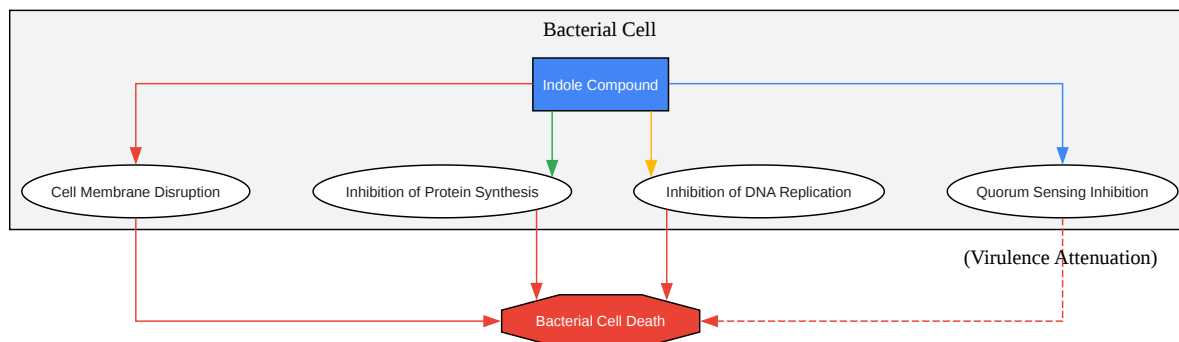 Bacterial Cell
Indole Compound
Cell Membrane Disruption
Inhibition of Protein Synthesis
Inhibition of DNA Replication
Quorum Sensing Inhibition
(Virulence Attenuation)
Bacterial Cell Death